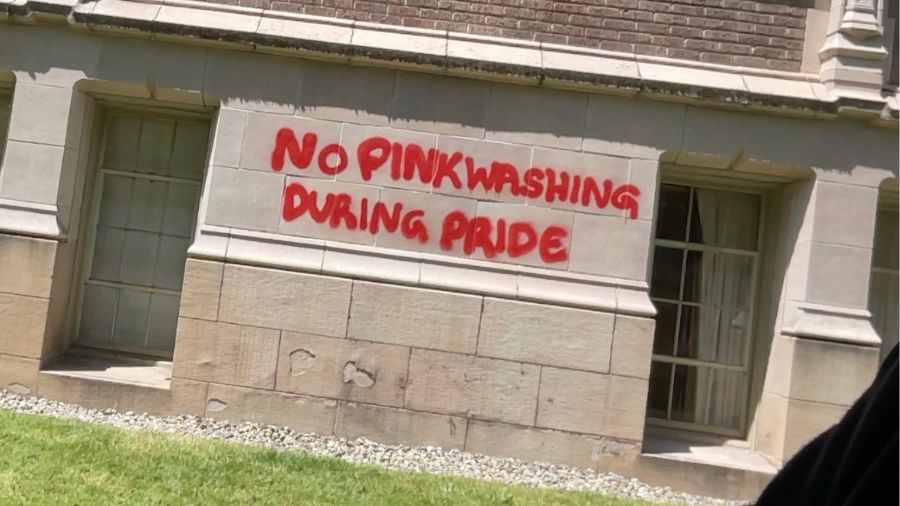 No PINKWASHING
DURING PRIDE